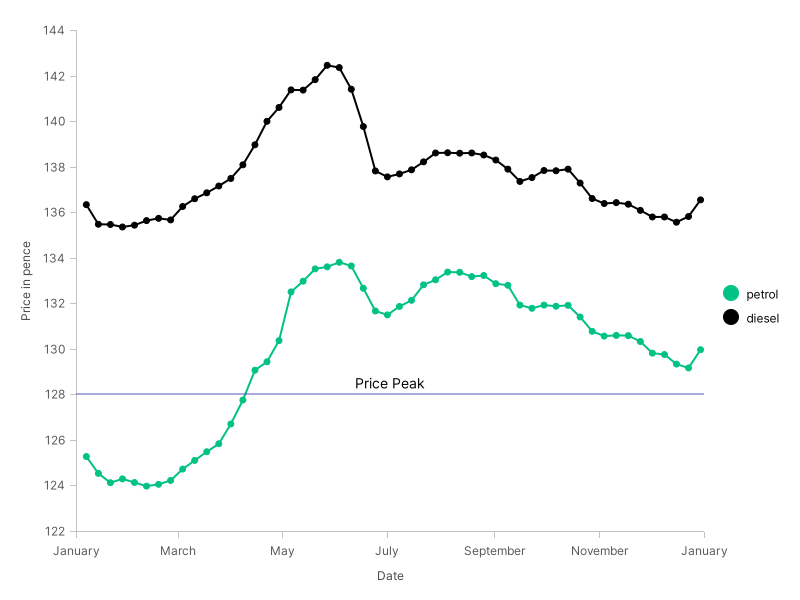 144
142
140
138
136
134
132
130
128
126
124
122
Price in pence
Price Peak
January
March
May
July
September
November
January
Date
petrol
diesel